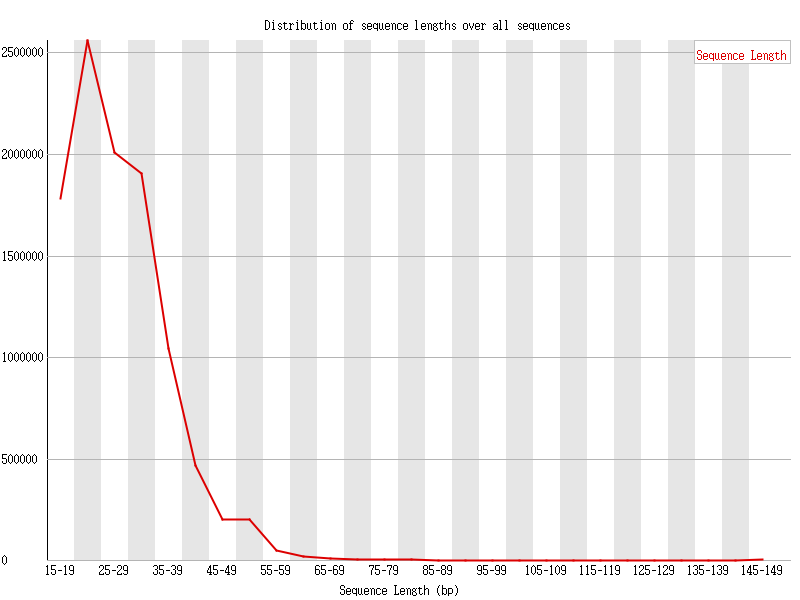 Distribution of sequence lengths over all sequences
Sequence Length
2500000
2000000
1500000
1000000
500000
0
15-19 25-29 35-39 45-49 55-59 65-69 75-79 85-89 95-99 105-109 115-119 125-129 135-139 145-149
Sequence Length (bp)